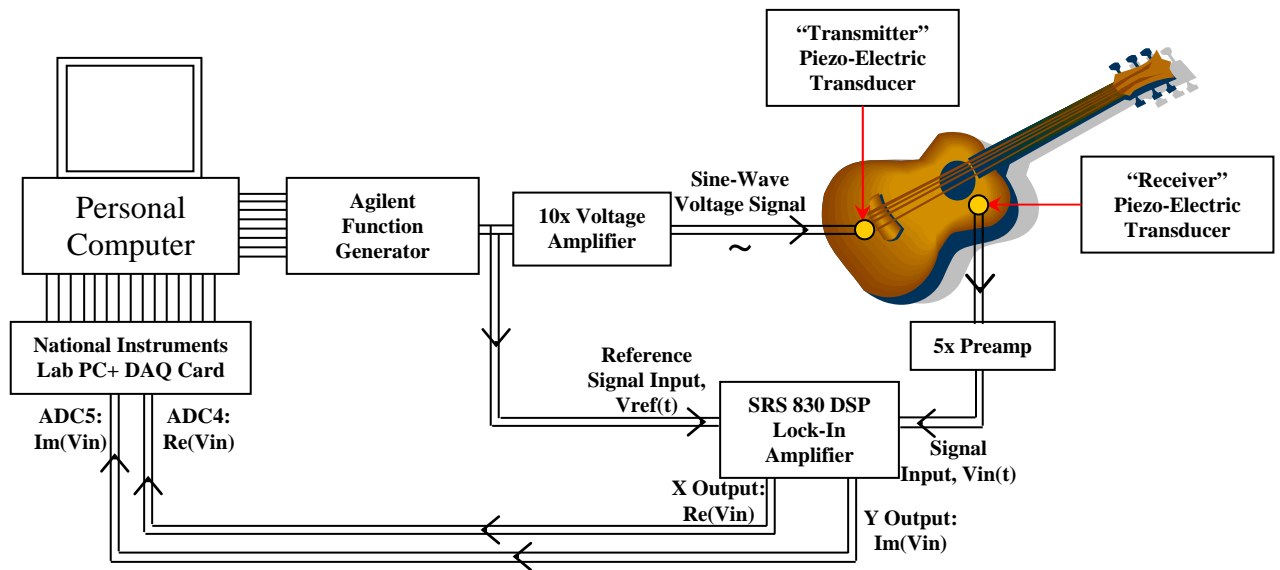 “Transmitter”
Piezo-Electric
Transducer
“Receiver”
Piezo-Electric
Transducer
Personal
Computer
Agilent
Function
Generator
10x Voltage
Amplifier
Sine-Wave
Voltage Signal
~
National Instruments
Lab PC+ DAQ Card
5x Preamp
Reference
Signal Input,
Vref(t)
SRS 830 DSP
Lock-In
Amplifier
Signal
Input, Vin(t)
ADC5:
Im(Vin)
ADC4:
Re(Vin)
X Output:
Re(Vin)
Y Output:
Im(Vin)